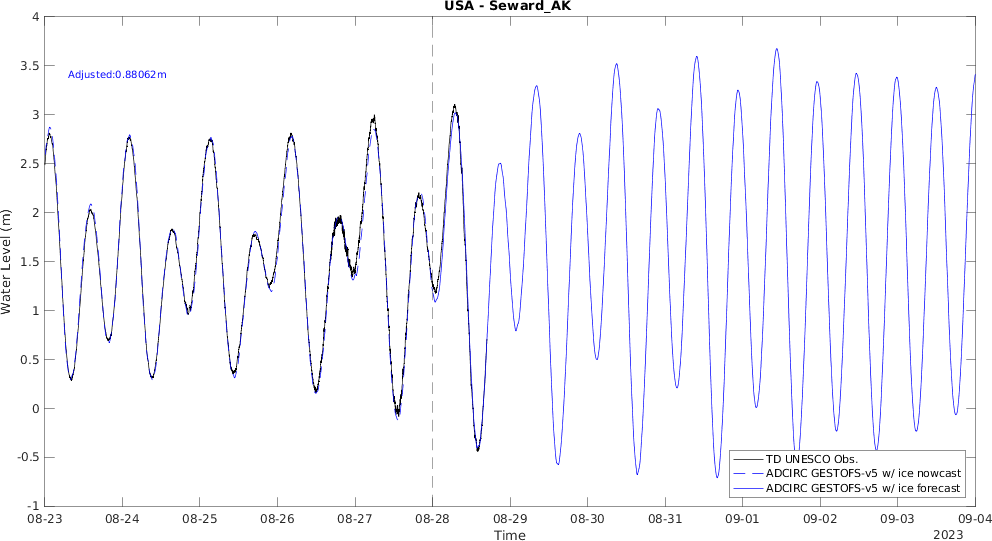 USA - Seward_AK
Adjusted:0.88062m
Water Level (m)
4
3.5
3
2.5
2
1.5
1
0.5
0
-0.5
-1
08-23 08-24 08-25 08-26 08-27 08-28 08-29 08-30 08-31 09-01 09-02 09-03 09-04
Time
2023
TD UNESCO Obs.
ADCIRC GESTOFS-v5 w/ ice nowcast
ADCIRC GESTOFS-v5 w/ ice forecast